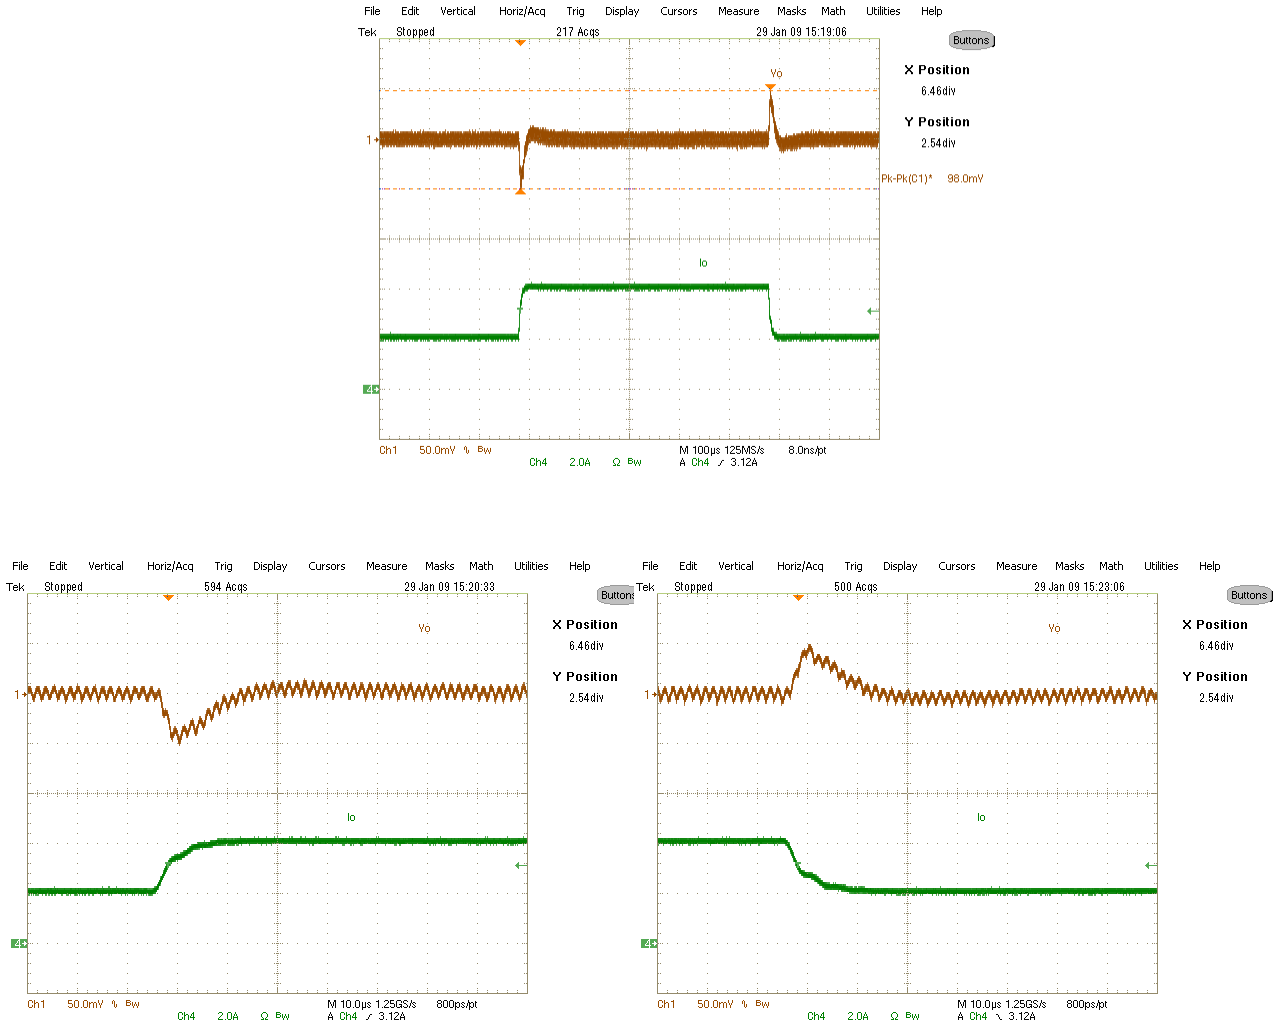 File Edit Vertical Horiz/Acq Trig Display Cursors Measure Masks Math Utilities Help
Tek Stopped 217 Acqs 29 Jan 09 15:19:06
Buttons
X Position
6.46div
Y Position
2.54div
Vo
1
Pk-Pk(C1)* 98.0mV
Io
4
Ch1 50.0mV % Bw M 100µs 125MS/s 8.0ns/pt
Ch4 2.0A Ω Bw A Ch4 ∫ 3.12A
File Edit Vertical Horiz/Acq Trig Display Cursors Measure Masks Math Utilities Help
Tek Stopped 594 Acqs 29 Jan 09 15:20:33
Buttons
Vo
X Position
6.46div
Y Position
2.54div
1
Io
4
Ch1 50.0mV % Bw M 10.0µs 1.25GS/s 800ps/pt
Ch4 2.0A Ω Bw A Ch4 ∫ 3.12A
File Edit Vertical Horiz/Acq Trig Display Cursors Measure Masks Math Utilities Help
Tek Stopped 500 Acqs 29 Jan 09 15:23:06
Buttons
Vo
X Position
6.46div
Y Position
2.54div
1
Io
4
Ch1 50.0mV % Bw M 10.0µs 1.25GS/s 800ps/pt
Ch4 2.0A Ω Bw A Ch4 ∫ 3.12A